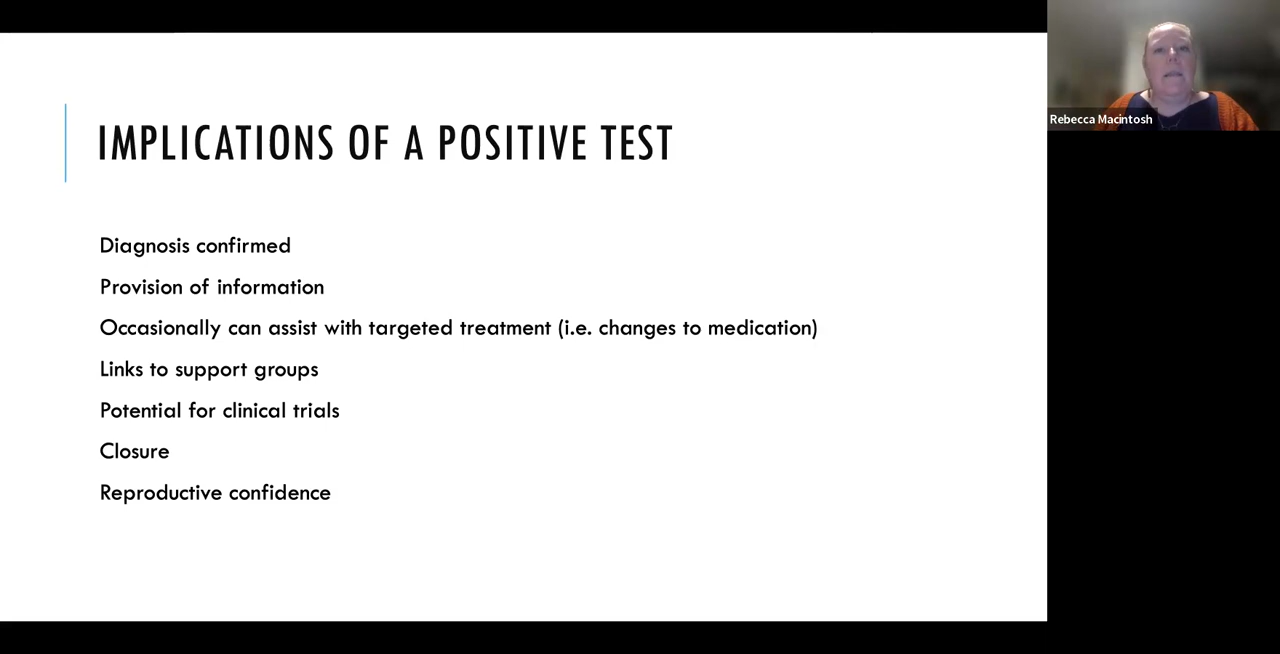 IMPLICATIONS OF A POSITIVE TEST
Diagnosis confirmed
Provision of information
Occasionally can assist with targeted treatment (i.e. changes to medication)
Links to support groups
Potential for clinical trials
Closure
Reproductive confidence
Rebecca Macintosh